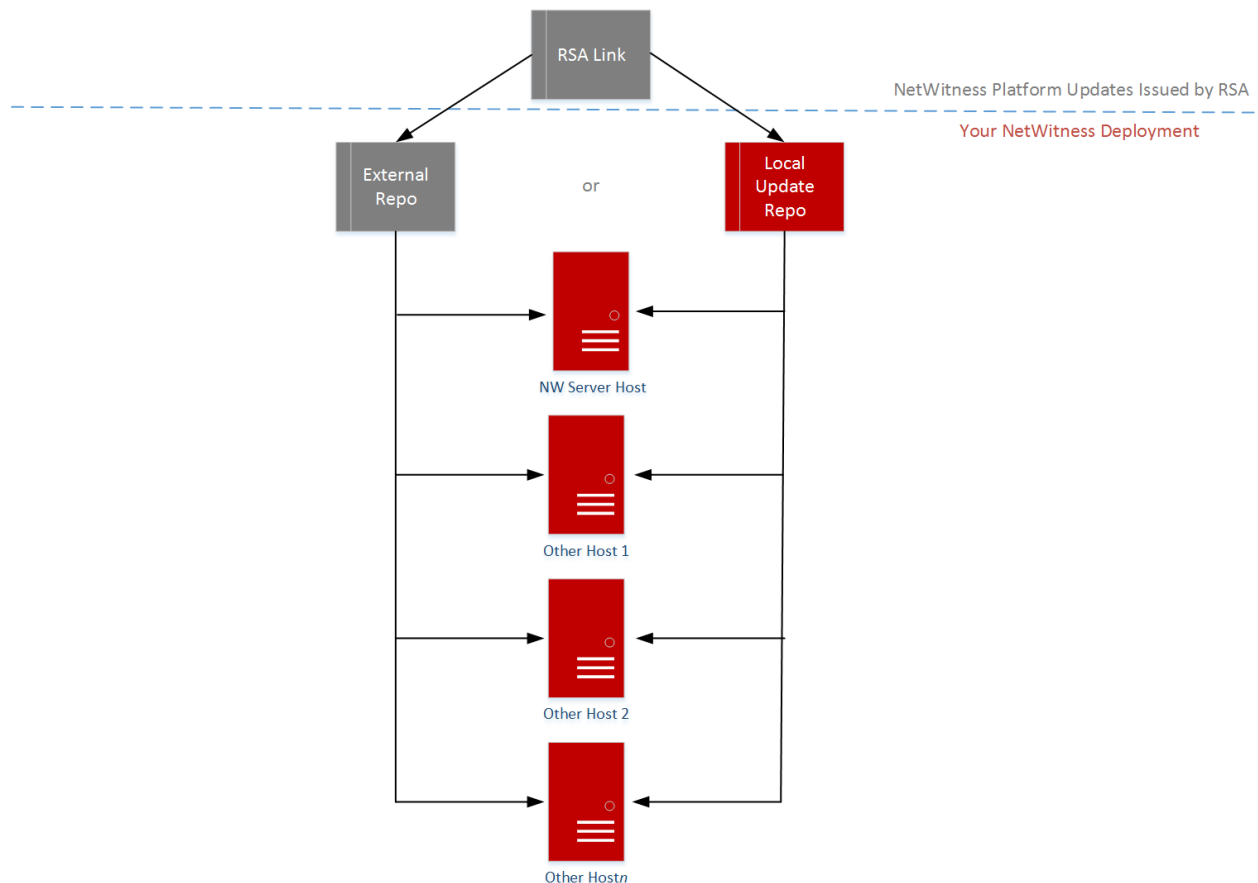 RSA Link
NetWitness Platform Updates Issued by RSA
Your NetWitness Deployment
External
Repo
or
Local
Update
Repo
NW Server Host
Other Host 1
Other Host 2
Other Hostn